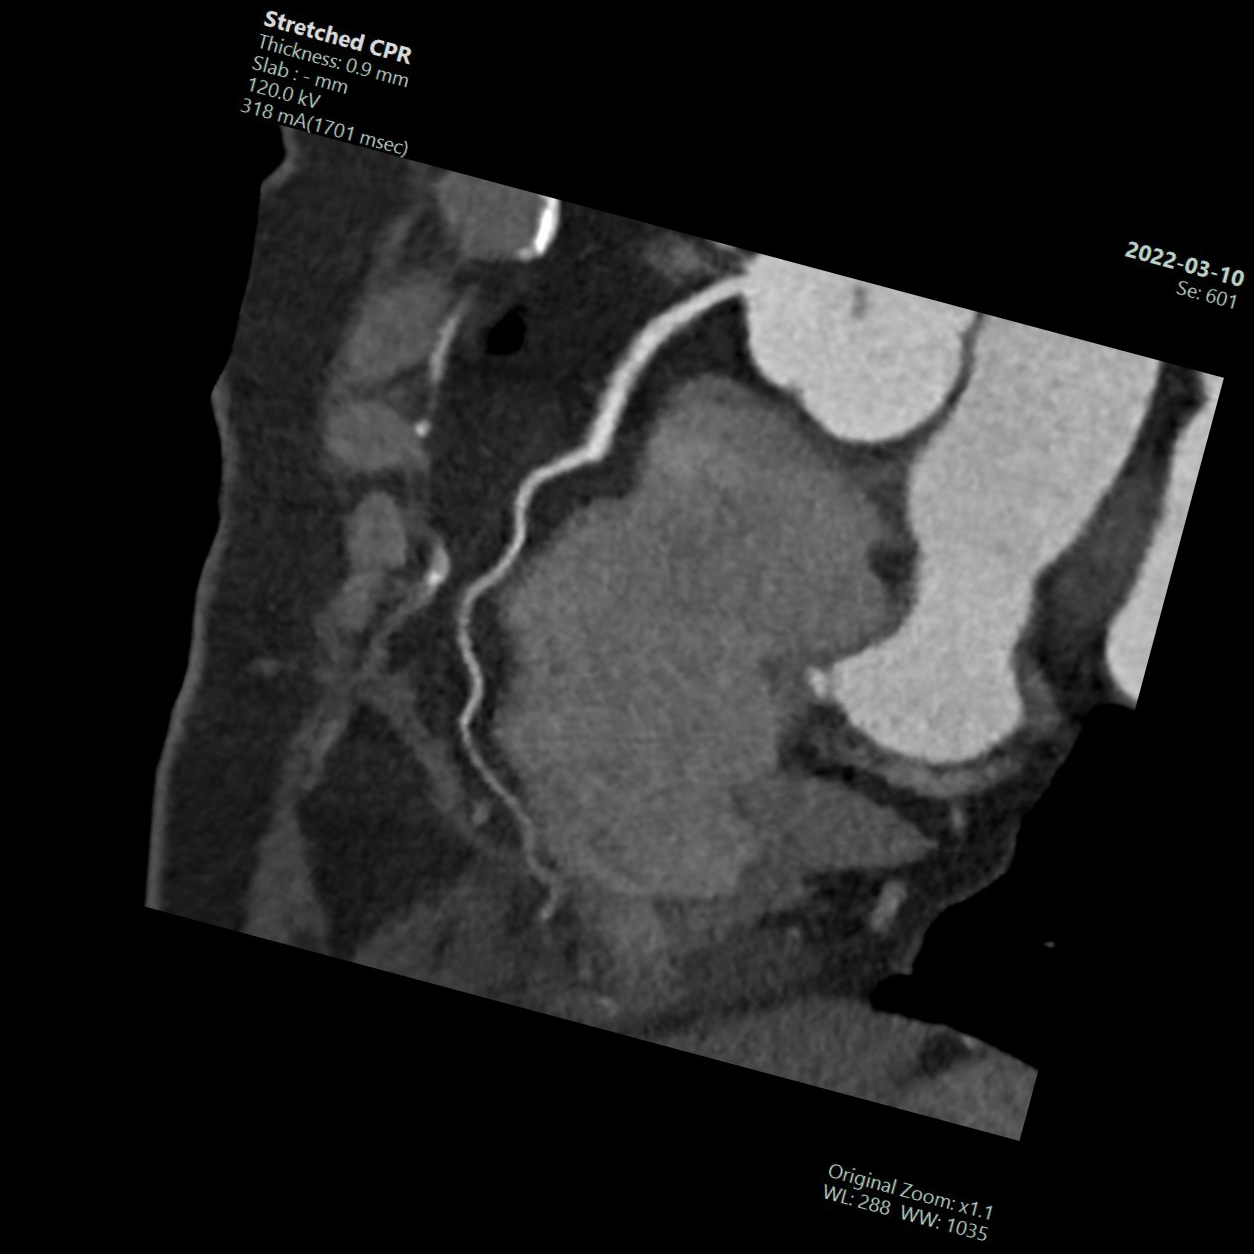 Stretched CPR
Thickness: 0.9 mm
Slab : - mm
120.0 kV
318 mA(1701 msec)
2022-03-10
Se: 601
Original Zoom: x1.1
WL: 288 WW: 1035